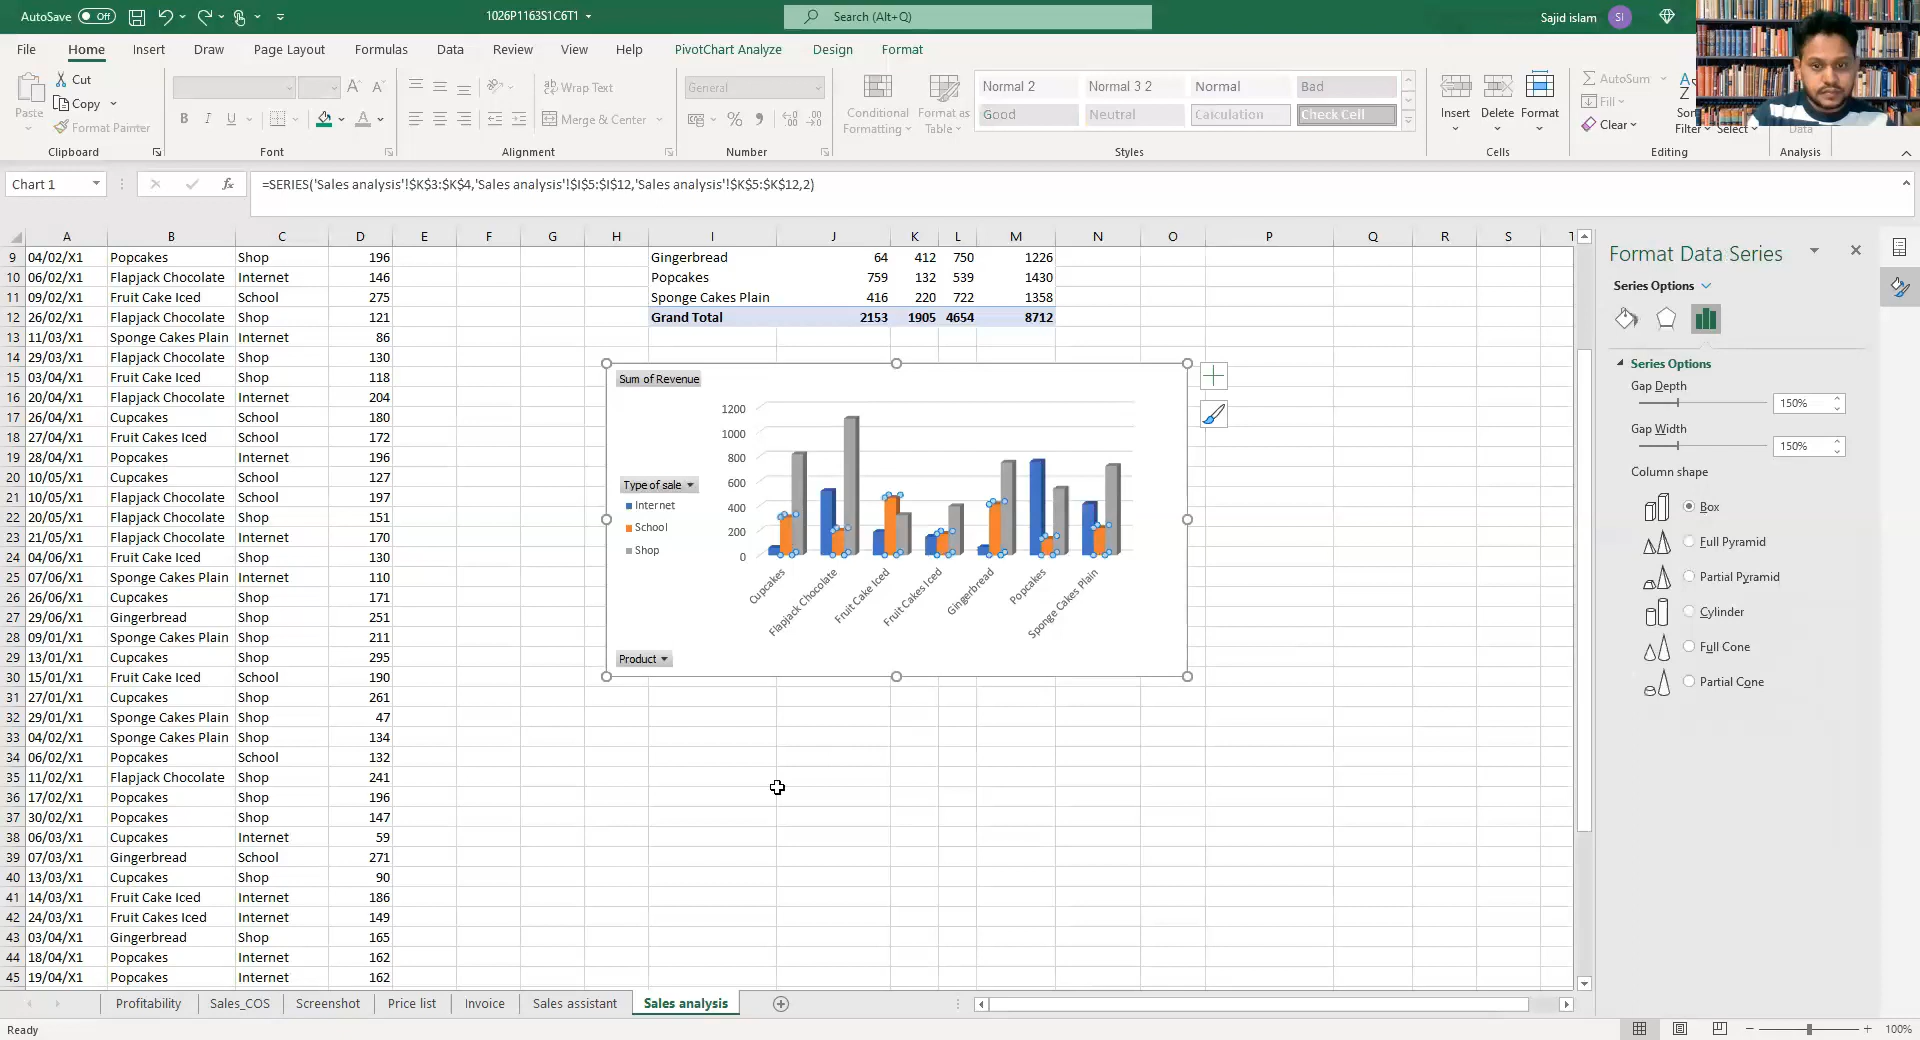 AutoSave Off 1026P1163S1C6T1 Search (Alt+Q) Sajid islam SI
File Home Insert Draw Page Layout Formulas Data Review View Help PivotChart Analyze Design Format
Paste Cut Copy Format Painter
Clipboard
B I U A A A
Font
Wrap Text
Merge & Center
Alignment
General
%
Number
Conditional Formatting Format as Table
Normal 2 Normal 3 2 Normal Bad
Good Neutral Calculation Check Cell
Styles
Insert Delete Format
Cells
AutoSum
Fill
Clear
Filter Select
Editing
Data
Analysis
Chart 1 fx =SERIES('Sales analysis'!$K$3:$K$4,'Sales analysis'!$I$5:$I$12,'Sales analysis'!$K$5:$K$12,2)
A B C D E F G H I J K L M N O P Q R S T
9 04/02/X1 Popcakes Shop 196 Gingerbread 64 412 750 1226
10 06/02/X1 Flapjack Chocolate Internet 146 Popcakes 759 132 539 1430
11 09/02/X1 Fruit Cake Iced School 275 Sponge Cakes Plain 416 220 722 1358
12 26/02/X1 Flapjack Chocolate Shop 121 Grand Total 2153 1905 4654 8712
13 11/03/X1 Sponge Cakes Plain Internet 86
14 29/03/X1 Flapjack Chocolate Shop 130
15 03/04/X1 Fruit Cake Iced Shop 118
16 20/04/X1 Flapjack Chocolate Internet 204
17 26/04/X1 Cupcakes School 180
18 27/04/X1 Fruit Cakes Iced School 172
19 28/04/X1 Popcakes Internet 196
20 10/05/X1 Cupcakes School 127
21 10/05/X1 Flapjack Chocolate School 197
22 20/05/X1 Flapjack Chocolate Shop 151
23 21/05/X1 Flapjack Chocolate Internet 170
24 04/06/X1 Fruit Cake Iced Shop 130
25 07/06/X1 Sponge Cakes Plain Internet 110
26 26/06/X1 Cupcakes Shop 171
27 29/06/X1 Gingerbread Shop 251
28 09/01/X1 Sponge Cakes Plain Shop 211
29 13/01/X1 Cupcakes Shop 295
30 15/01/X1 Fruit Cake Iced School 190
31 27/01/X1 Cupcakes Shop 261
32 29/01/X1 Sponge Cakes Plain Shop 47
33 04/02/X1 Sponge Cakes Plain Shop 134
34 06/02/X1 Popcakes School 132
35 11/02/X1 Flapjack Chocolate Shop 241
36 17/02/X1 Popcakes Shop 196
37 30/02/X1 Popcakes Shop 147
38 06/03/X1 Cupcakes Internet 59
39 07/03/X1 Gingerbread School 271
40 13/03/X1 Cupcakes Shop 90
41 14/03/X1 Fruit Cake Iced Internet 186
42 24/03/X1 Fruit Cakes Iced Internet 149
43 03/04/X1 Gingerbread Shop 165
44 18/04/X1 Popcakes Internet 162
45 19/04/X1 Popcakes Internet 162
Sum of Revenue
1200
1000
800
600
400
200
0
Type of sale
Internet
School
Shop
Cupcakes
Flapjack Chocolate
Fruit Cake Iced
Fruit Cakes Iced
Gingerbread
Popcakes
Sponge Cakes Plain
Product
Format Data Series
Series Options
Series Options
Gap Depth
150%
Gap Width
150%
Column shape
Box
Full Pyramid
Partial Pyramid
Cylinder
Full Cone
Partial Cone
Profitability Sales_COS Screenshot Price list Invoice Sales assistant Sales analysis
Ready
100%